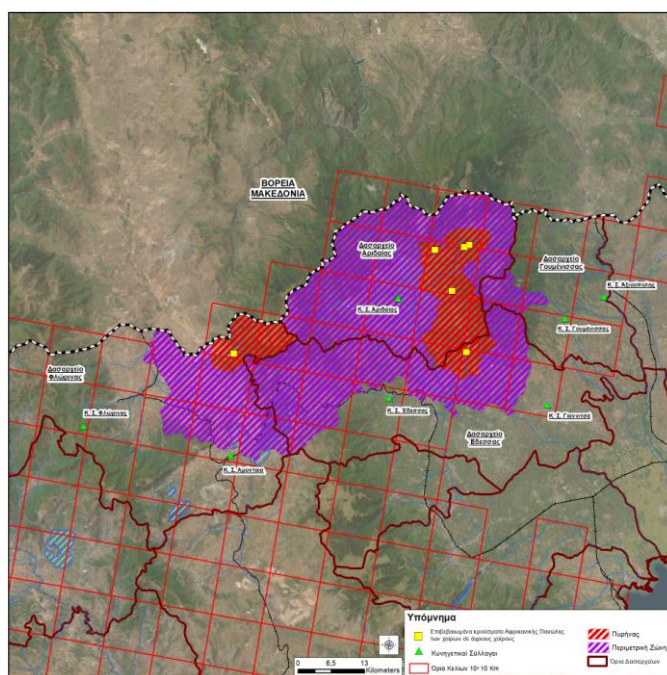 ΒΟΡΕΙΑ
ΜΑΚΕΔΟΝΙΑ
Δασαρχείο
Αριδαίας
Δασαρχείο
Γουμένισσας
Κ. Σ. Αξιούπολης
Κ. Σ. Αριδαίας
Κ. Σ. Γουμένισσας
Δασαρχείο
Φλώρινας
Κ. Σ. Φλώρινας
Κ. Σ. Έδεσσας
Κ. Σ. Γιαννιτσά
Δασαρχείο
Έδεσσας
Κ. Σ. Αμύνταιο
Υπόμνημα
Επιβεβαιωμένα κρούσματα Αφρικανικής Πανώλης
των χοίρων σε άγριους χοίρους
Πυρήνας
Κυνηγετικοί Σύλλογοι
Περιμετρική Ζώνη
Όρια Κελίων 10*10 Km
Όρια Δασαρχείων
0 6,5 13
Kilometers